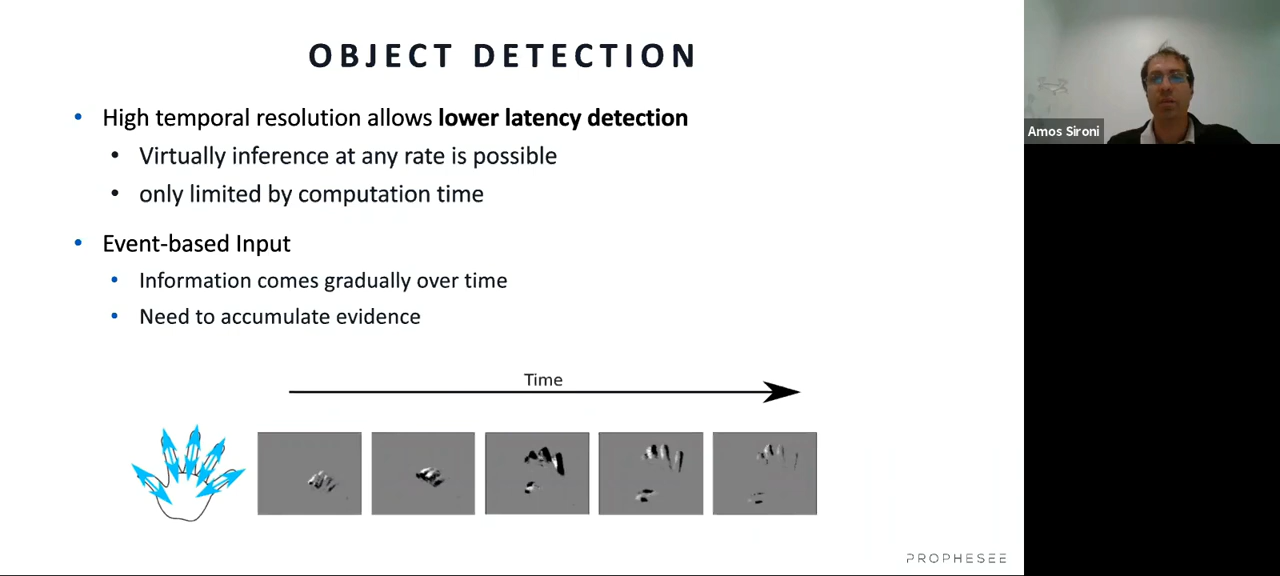 OBJECT DETECTION
• High temporal resolution allows lower latency detection
• Virtually inference at any rate is possible
• only limited by computation time
• Event-based Input
• Information comes gradually over time
• Need to accumulate evidence
Time
PROPHESEE
Amos Sironi